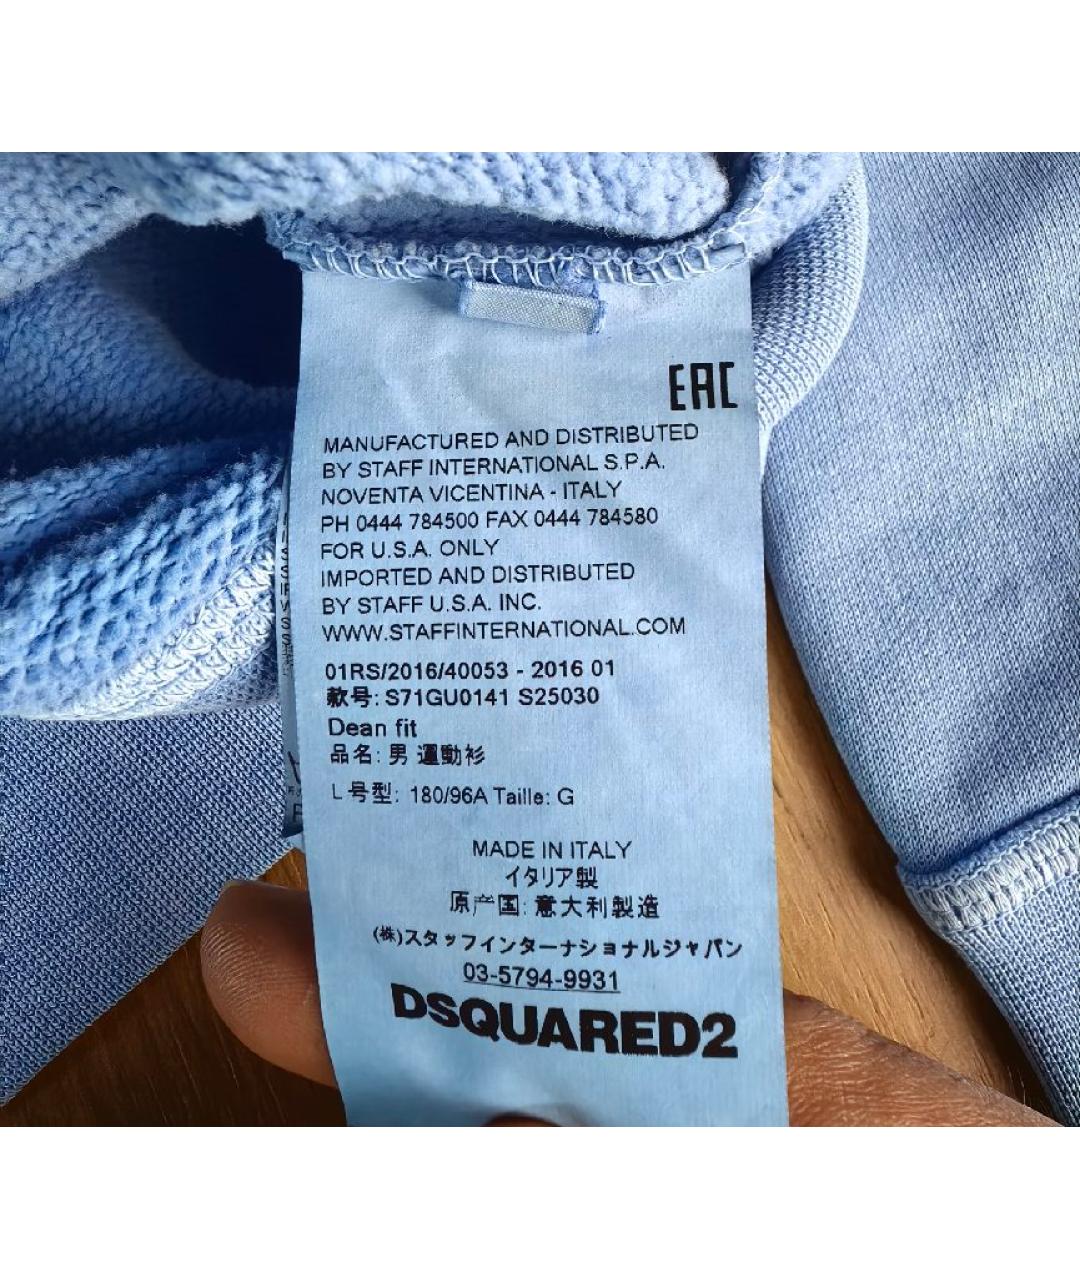 EAC
MANUFACTURED AND DISTRIBUTED
BY STAFF INTERNATIONAL S.P.A.
NOVENTA VICENTINA - ITALY
PH 0444 784500 FAX 0444 784580
FOR U.S.A. ONLY
IMPORTED AND DISTRIBUTED
BY STAFF U.S.A. INC.
WWW.STAFFINTERNATIONAL.COM
01RS/2016/40053 - 2016 01
款号: S71GU0141 S25030
Dean fit
品名: 男 運動衫
L号型: 180/96A Taille: G
MADE IN ITALY
イタリア製
原产国: 意大利製造
(株)スタッフインターナショナルジャパン
03-5794-9931
DSQUARED2